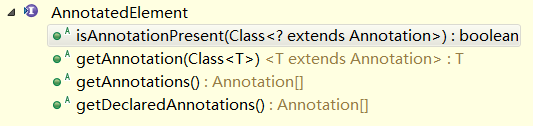 AnnotatedElement
isAnnotationPresent(Class<? extends Annotation>) : boolean
getAnnotation(Class<T>) <T extends Annotation> : T
getAnnotations() : Annotation[]
getDeclaredAnnotations() : Annotation[]